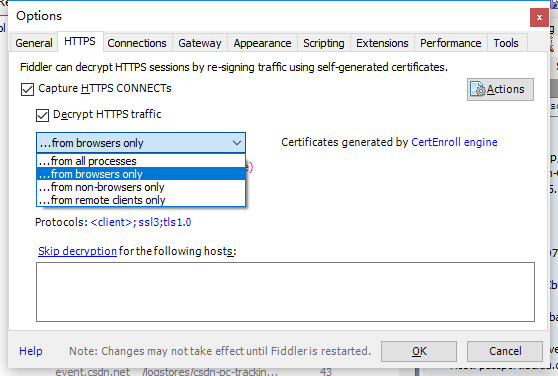 Options
General HTTPS Connections Gateway Appearance Scripting Extensions Performance Tools
Fiddler can decrypt HTTPS sessions by re-signing traffic using self-generated certificates.
Capture HTTPS CONNECTs
Actions
Decrypt HTTPS traffic
...from browsers only
Certificates generated by CertEnroll engine
...from all processes
...from browsers only
...from non-browsers only
...from remote clients only
Protocols: <client>; ssl3;tls1.0
Skip decryption for the following hosts:
Help
Note: Changes may not take effect until Fiddler is restarted.
OK
Cancel
event.csdn.net /logstores/csdn-pc-trackin... 43